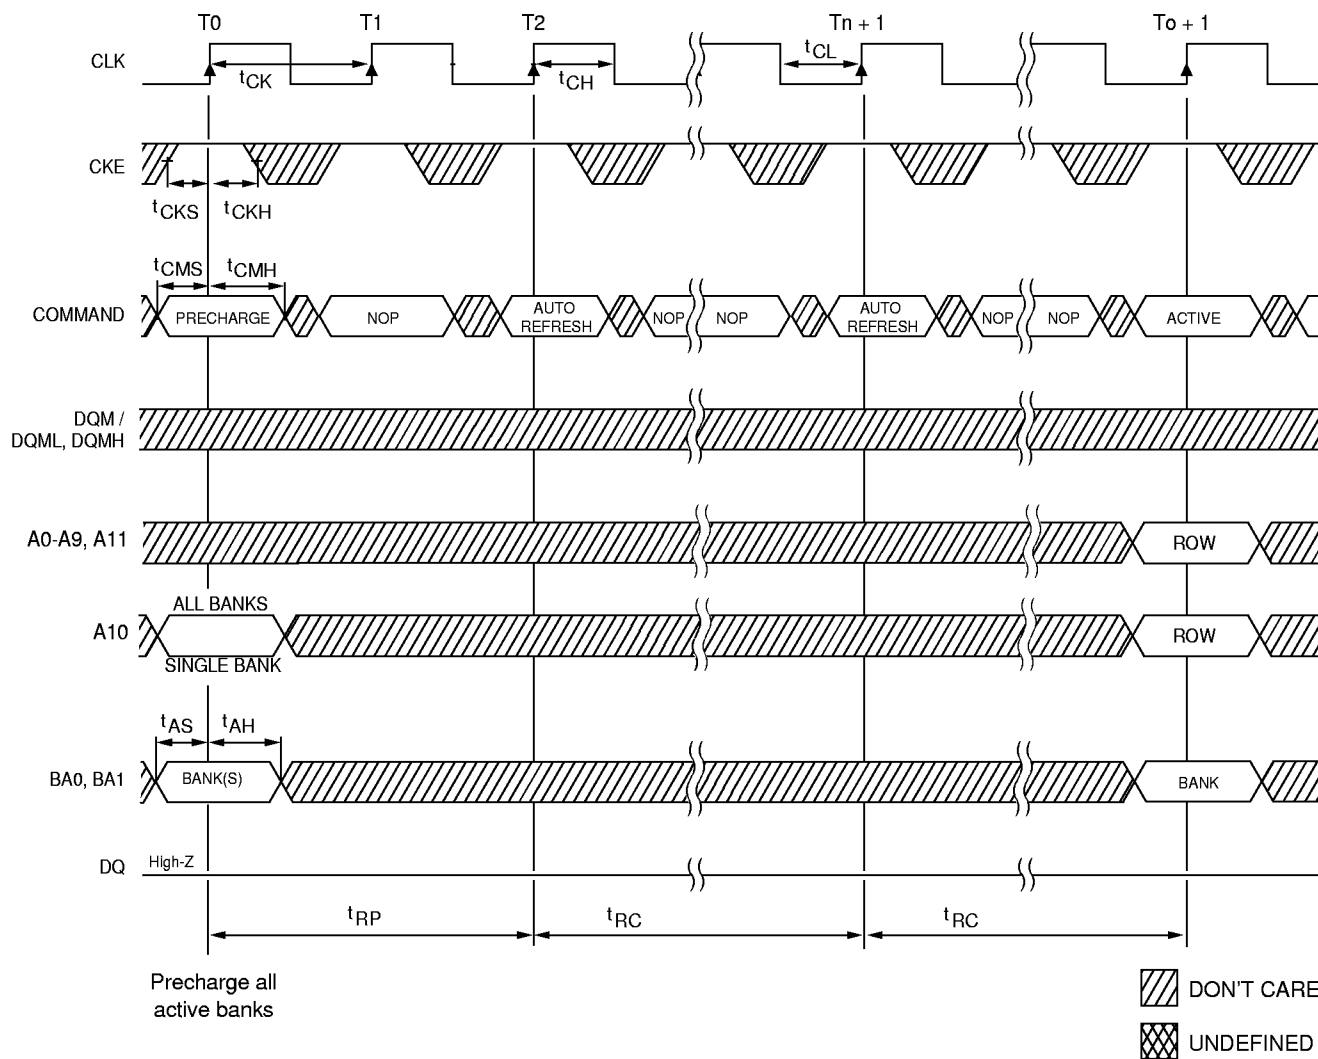 T0 T1 T2 Tn + 1 To + 1
CLK
tCK tCH tCL
CKE
tCKS tCKH
tCMS tCMH
COMMAND PRECHARGE NOP AUTO REFRESH NOP NOP AUTO REFRESH NOP NOP ACTIVE
DQM /
DQML, DQMH
A0-A9, A11 ROW
ALL BANKS
A10 ROW
SINGLE BANK
tAS tAH
BA0, BA1 BANK(S) BANK
DQ High-Z
tRP tRC tRC
Precharge all
active banks
DON'T CARE
UNDEFINED